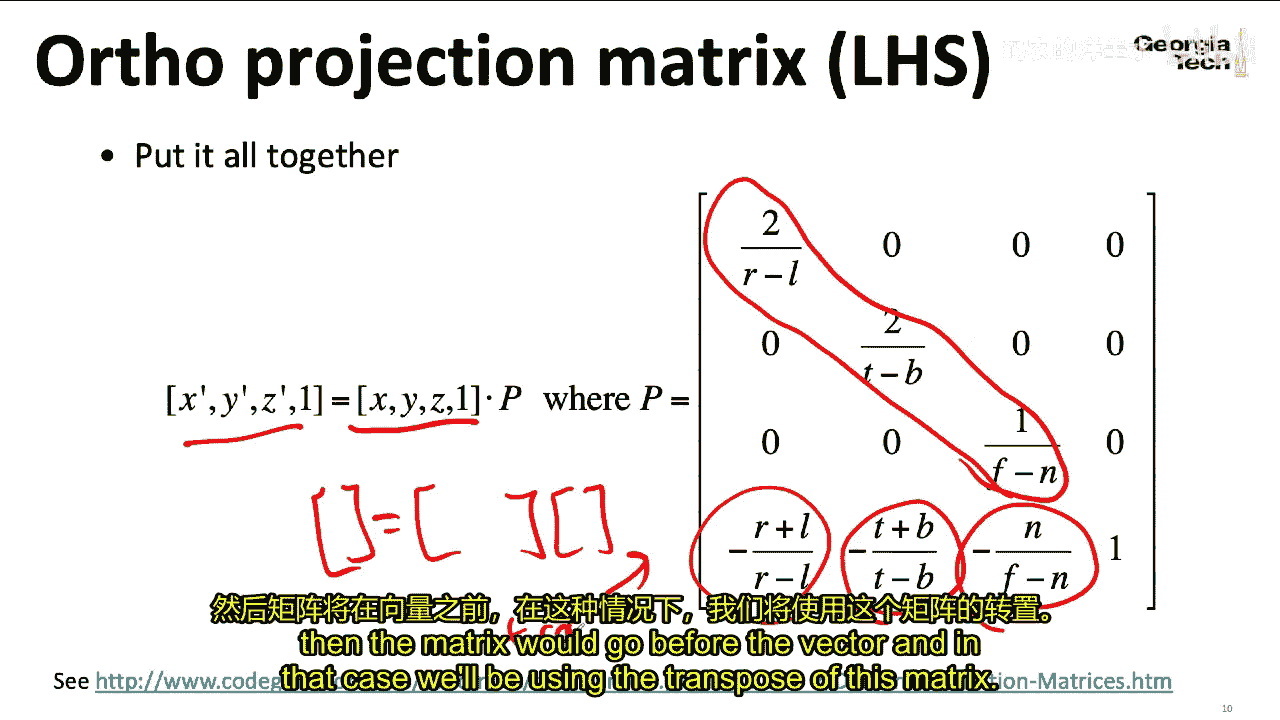 Ortho projection matrix (LHS)
Georgia
Tech
• Put it all together
[x', y', z', 1] = [x, y, z, 1] · P where P =
2/(r − l) 0 0 0
0 2/(t − b) 0 0
0 0 1/(f − n) 0
−(r + l)/(r − l) −(t + b)/(t − b) −n/(f − n) 1
[ ] = [ ] [ ]
然后矩阵将在向量之前，在这种情况下，我们将使用这个矩阵的转置。
then the matrix would go before the vector and in
that case we'll be using the transpose of this matrix.
See http://www.codeg ion-Matrices.htm
10